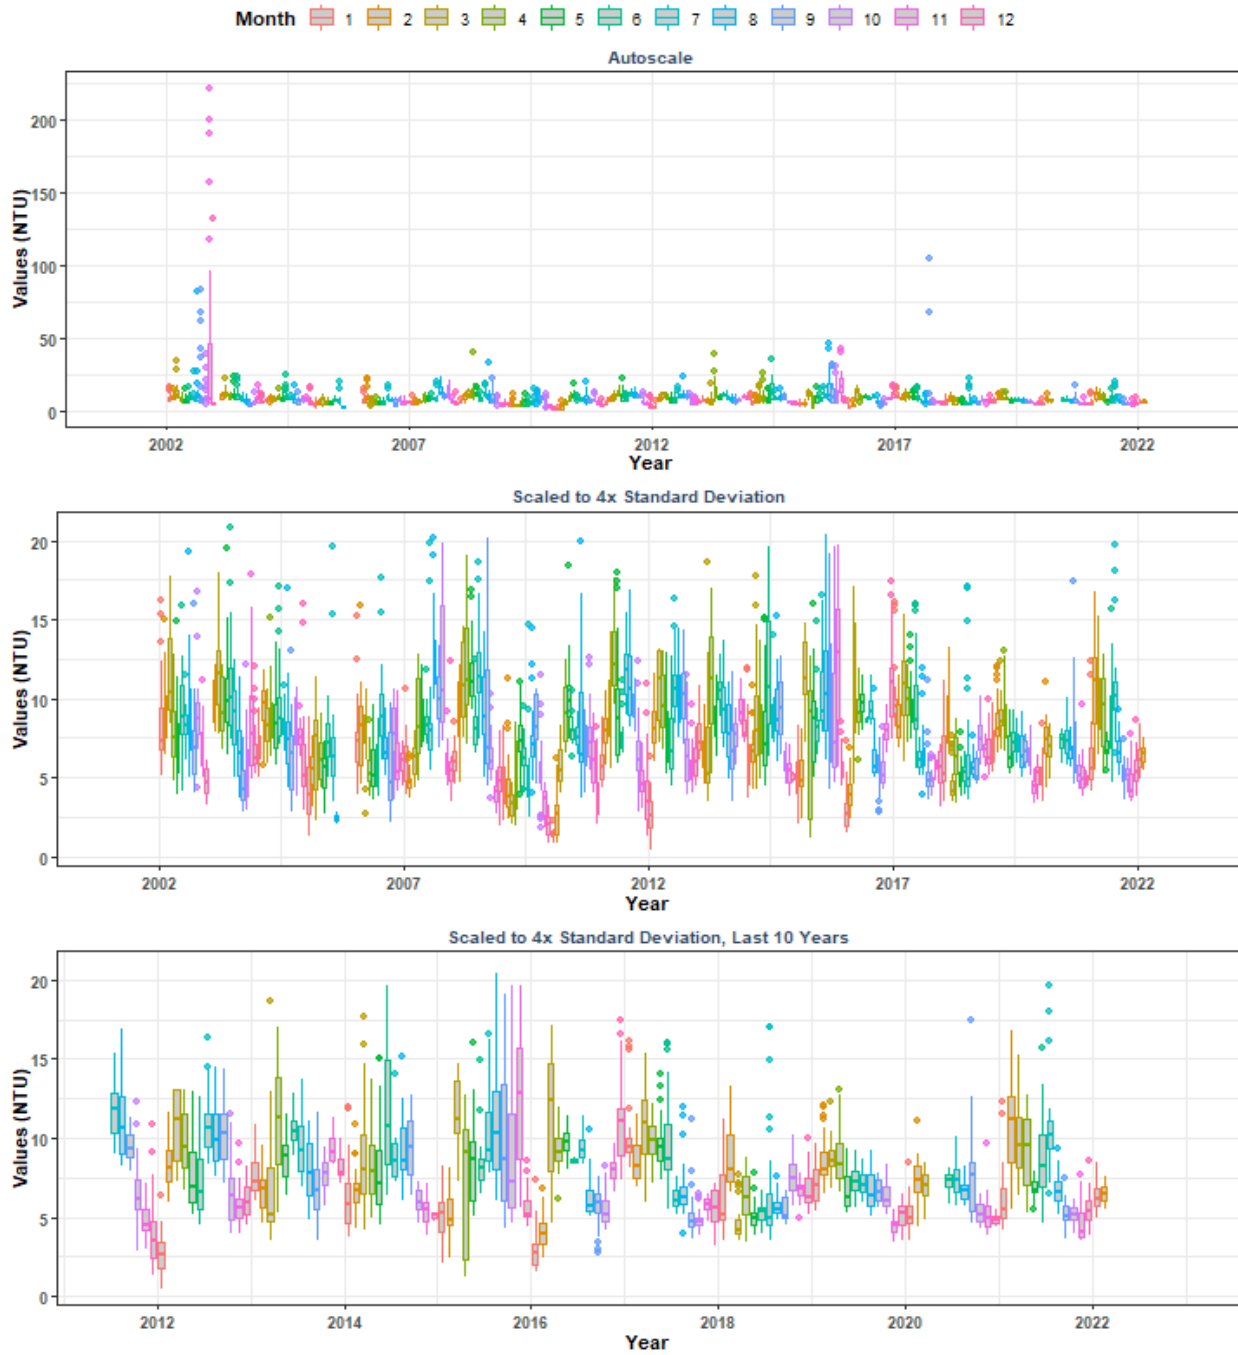 Month 1 2 3 4 5 6 7 8 9 10 11 12
Autoscale
Values (NTU)
200
150
100
50
0
2002 2007 2012 2017 2022
Year
Scaled to 4x Standard Deviation
Values (NTU)
20
15
10
5
0
2002 2007 2012 2017 2022
Year
Scaled to 4x Standard Deviation, Last 10 Years
Values (NTU)
20
15
10
5
0
2012 2014 2016 2018 2020 2022
Year